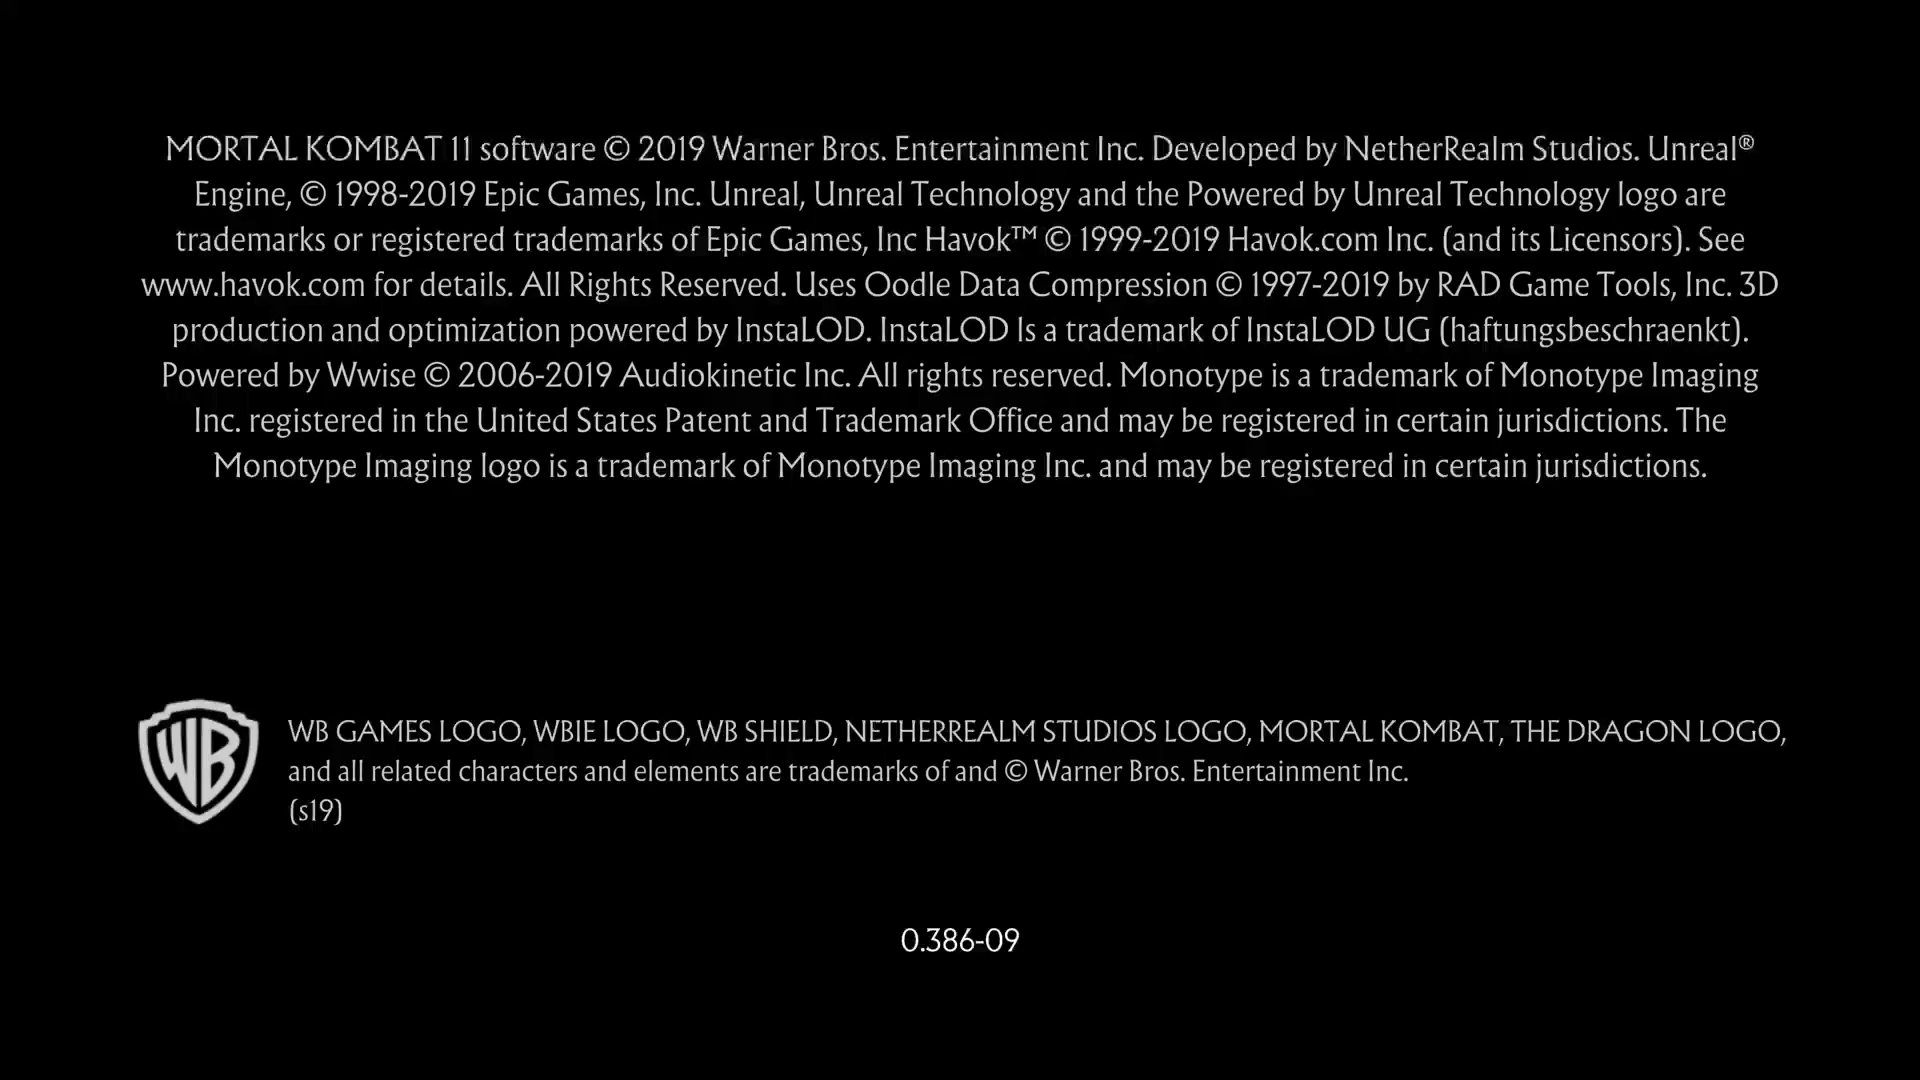 MORTAL KOMBAT 11 software © 2019 Warner Bros. Entertainment Inc. Developed by NetherRealm Studios. Unreal®
Engine, © 1998-2019 Epic Games, Inc. Unreal, Unreal Technology and the Powered by Unreal Technology logo are
trademarks or registered trademarks of Epic Games, Inc Havok™ © 1999-2019 Havok.com Inc. (and its Licensors). See
www.havok.com for details. All Rights Reserved. Uses Oodle Data Compression © 1997-2019 by RAD Game Tools, Inc. 3D
production and optimization powered by InstaLOD. InstaLOD Is a trademark of InstaLOD UG (haftungsbeschraenkt).
Powered by Wwise © 2006-2019 Audiokinetic Inc. All rights reserved. Monotype is a trademark of Monotype Imaging
Inc. registered in the United States Patent and Trademark Office and may be registered in certain jurisdictions. The
Monotype Imaging logo is a trademark of Monotype Imaging Inc. and may be registered in certain jurisdictions.
WB
WB GAMES LOGO, WBIE LOGO, WB SHIELD, NETHERREALM STUDIOS LOGO, MORTAL KOMBAT, THE DRAGON LOGO,
and all related characters and elements are trademarks of and © Warner Bros. Entertainment Inc.
(s19)
0.386-09